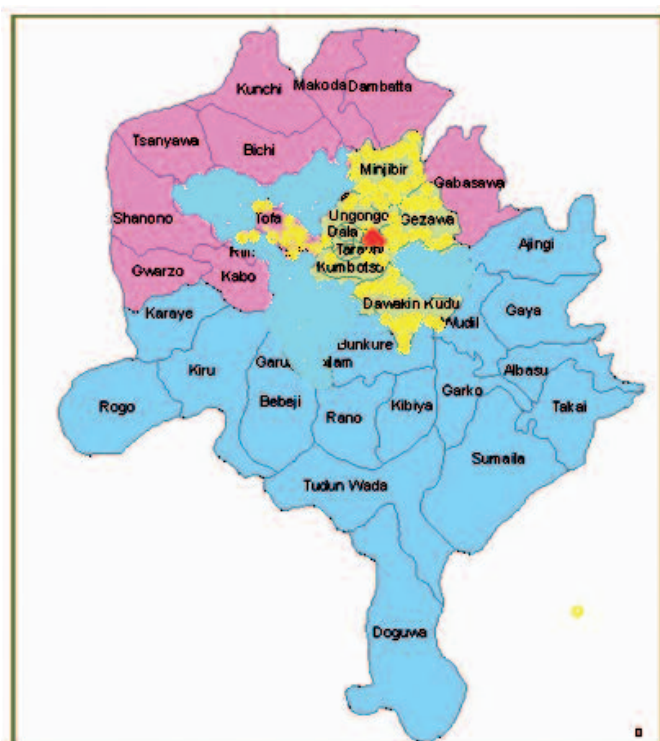 Kunchi
Makoda
Dambatta
Tsanyawa
Bichi
Minjibir
Gabasawa
Shanono
Tofa
Ungongo
Gezawa
Dala
Ajingi
Gwarzo
Kabo
Kumbotso
Karaye
Dawakin Kudu
Wudil
Gaya
Bunkure
Kiru
Albasu
Rogo
Bebeji
Rano
Kibiya
Garko
Takai
Sumaila
Tudun Wada
Doguwa